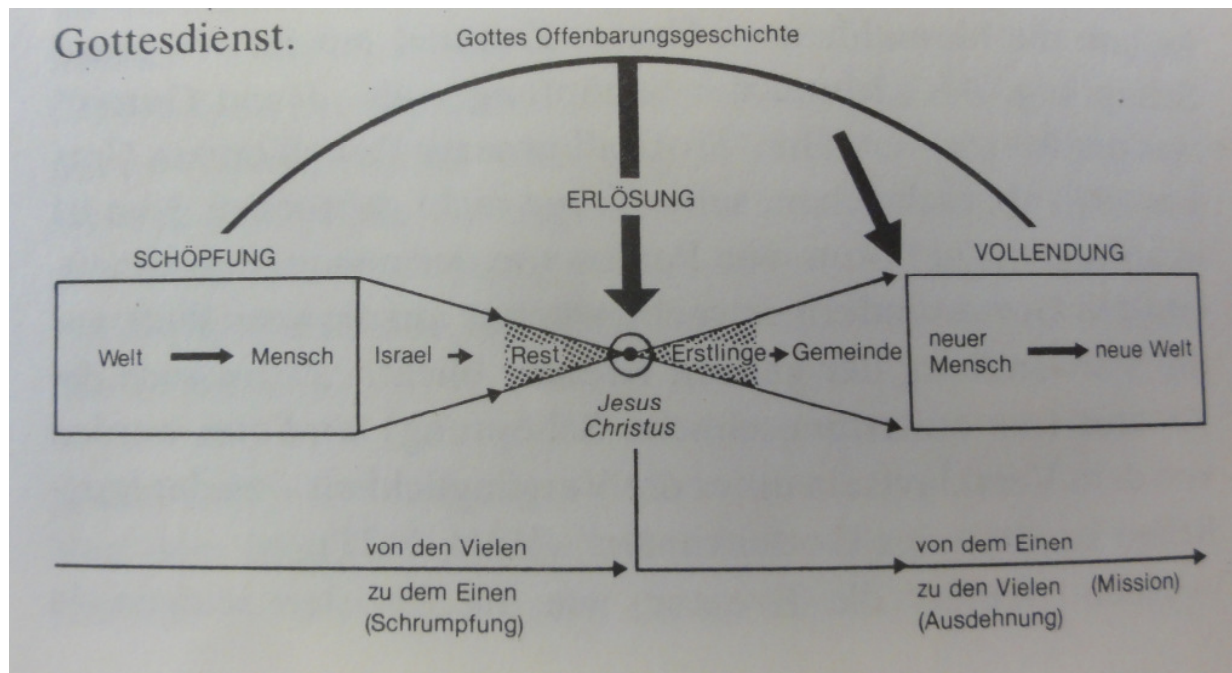 Gottesdienst.
Gottes Offenbarungsgeschichte
ERLÖSUNG
SCHÖPFUNG
VOLLENDUNG
Welt
Mensch
Israel
Rest
Erstlinge
Gemeinde
neuer
Mensch
neue Welt
Jesus
Christus
von den Vielen
zu dem Einen
(Schrumpfung)
von dem Einen
zu den Vielen
(Ausdehnung)
(Mission)